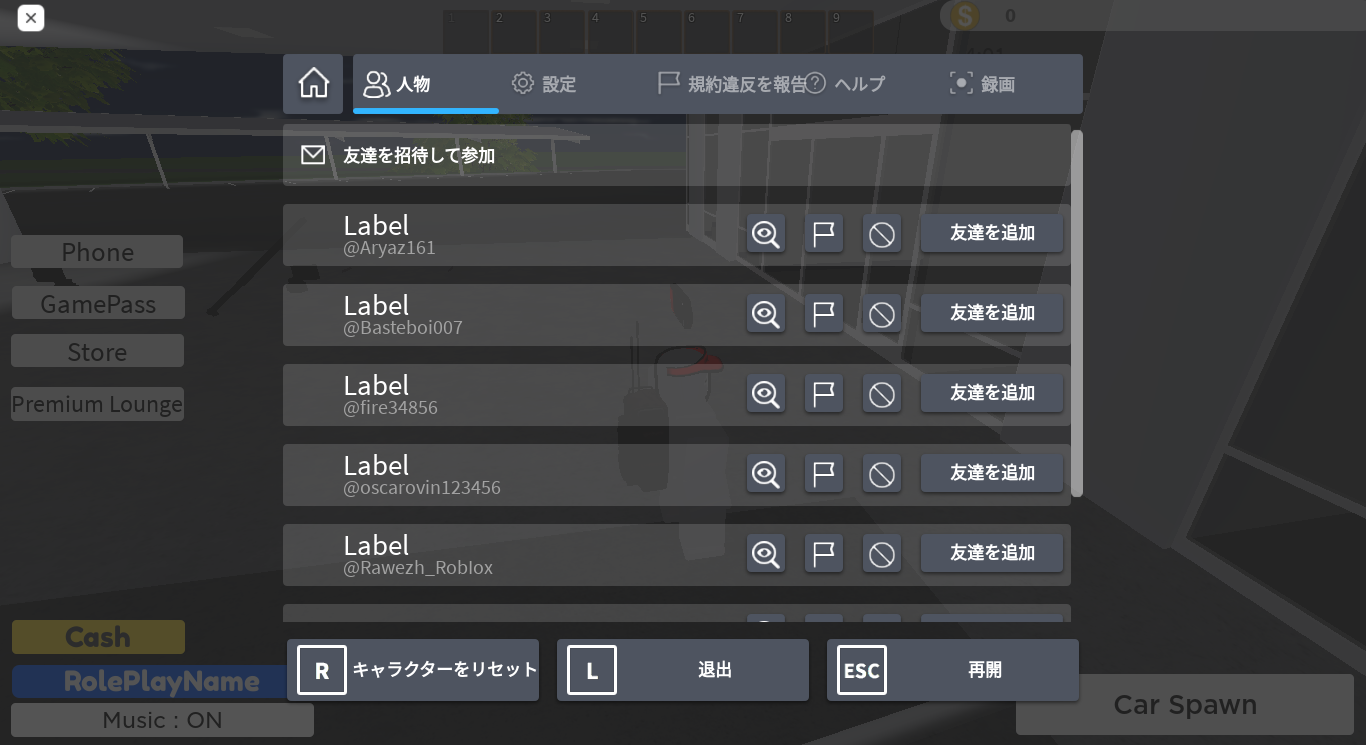 1 2 3 4 5 6 7 8 9
0
人物
設定
規約違反を報告
ヘルプ
録画
友達を招待して参加
Label
@Aryaz161
友達を追加
Label
@Basteboi007
友達を追加
Label
@fire34856
友達を追加
Label
@oscarovin123456
友達を追加
Label
@Rawezh_Roblox
友達を追加
Phone
GamePass
Store
Premium Lounge
Cash
RolePlayName
Music : ON
R キャラクターをリセット
L 退出
ESC 再開
Car Spawn